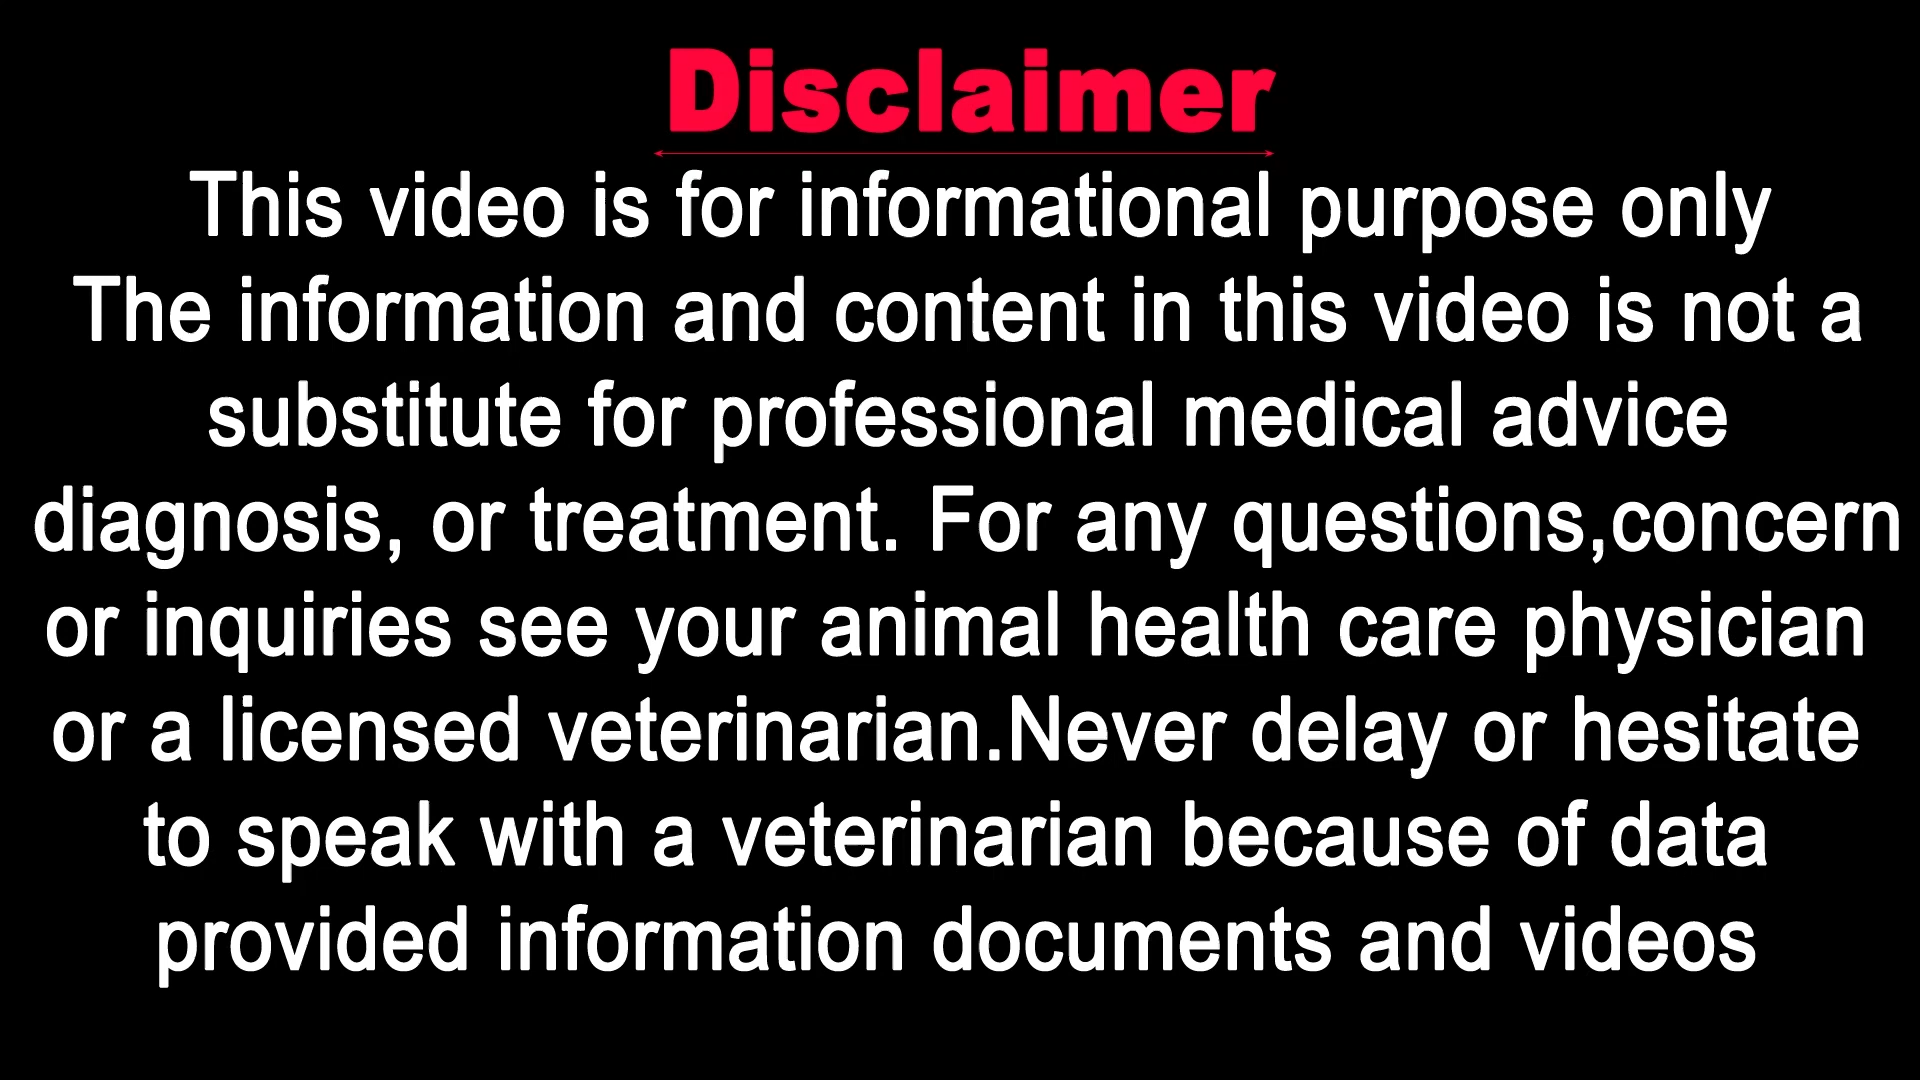 Disclaimer
This video is for informational purpose only
The information and content in this video is not a
substitute for professional medical advice
diagnosis, or treatment. For any questions,concern
or inquiries see your animal health care physician
or a licensed veterinarian.Never delay or hesitate
to speak with a veterinarian because of data
provided information documents and videos